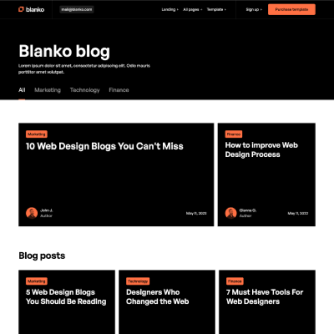 blanko
mail@blanko.com
Landing
All pages
Template
Sign up
Purchase template
Blanko blog
Lorem ipsum dolor sit amet, consectetur adipiscing elit. Odio mauris
porttitor amet volutpat.
All Marketing Technology Finance
Marketing
10 Web Design Blogs You Can't Miss
John J.
Author
May 11, 2022
Finance
How to Improve Web
Design Process
Author
May 11, 2022
Blog posts
Marketing
5 Web Design Blogs
You Should Be Reading
Technology
Designers Who
Changed the Web
Finance
7 Must Have Tools For
Web Designers